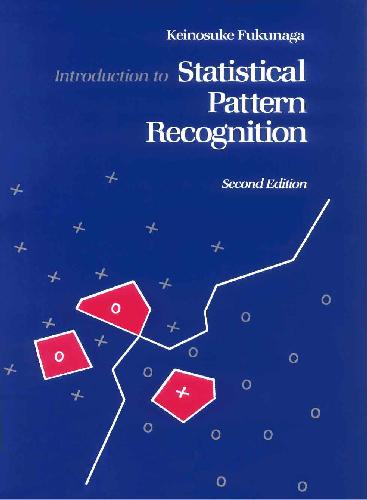 Keinosuke Fukunaga
Introduction to Statistical
Pattern
Recognition
Second Edition